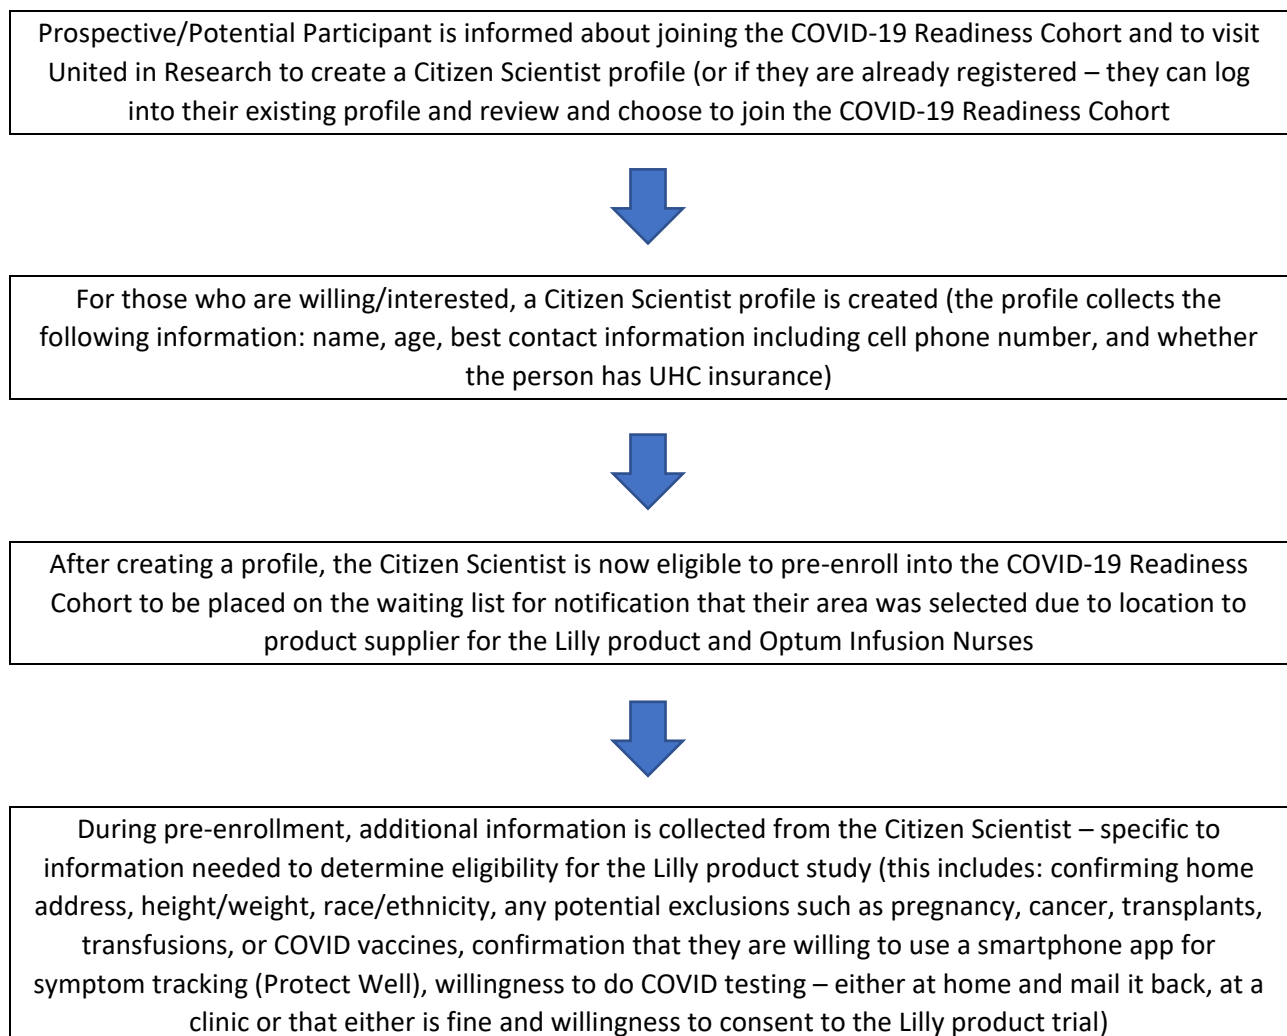 Prospective/Potential Participant is informed about joining the COVID-19 Readiness Cohort and to visit
United in Research to create a Citizen Scientist profile (or if they are already registered – they can log
into their existing profile and review and choose to join the COVID-19 Readiness Cohort
For those who are willing/interested, a Citizen Scientist profile is created (the profile collects the
following information: name, age, best contact information including cell phone number, and whether
the person has UHC insurance)
After creating a profile, the Citizen Scientist is now eligible to pre-enroll into the COVID-19 Readiness
Cohort to be placed on the waiting list for notification that their area was selected due to location to
product supplier for the Lilly product and Optum Infusion Nurses
During pre-enrollment, additional information is collected from the Citizen Scientist – specific to
information needed to determine eligibility for the Lilly product study (this includes: confirming home
address, height/weight, race/ethnicity, any potential exclusions such as pregnancy, cancer, transplants,
transfusions, or COVID vaccines, confirmation that they are willing to use a smartphone app for
symptom tracking (Protect Well), willingness to do COVID testing – either at home and mail it back, at a
clinic or that either is fine and willingness to consent to the Lilly product trial)